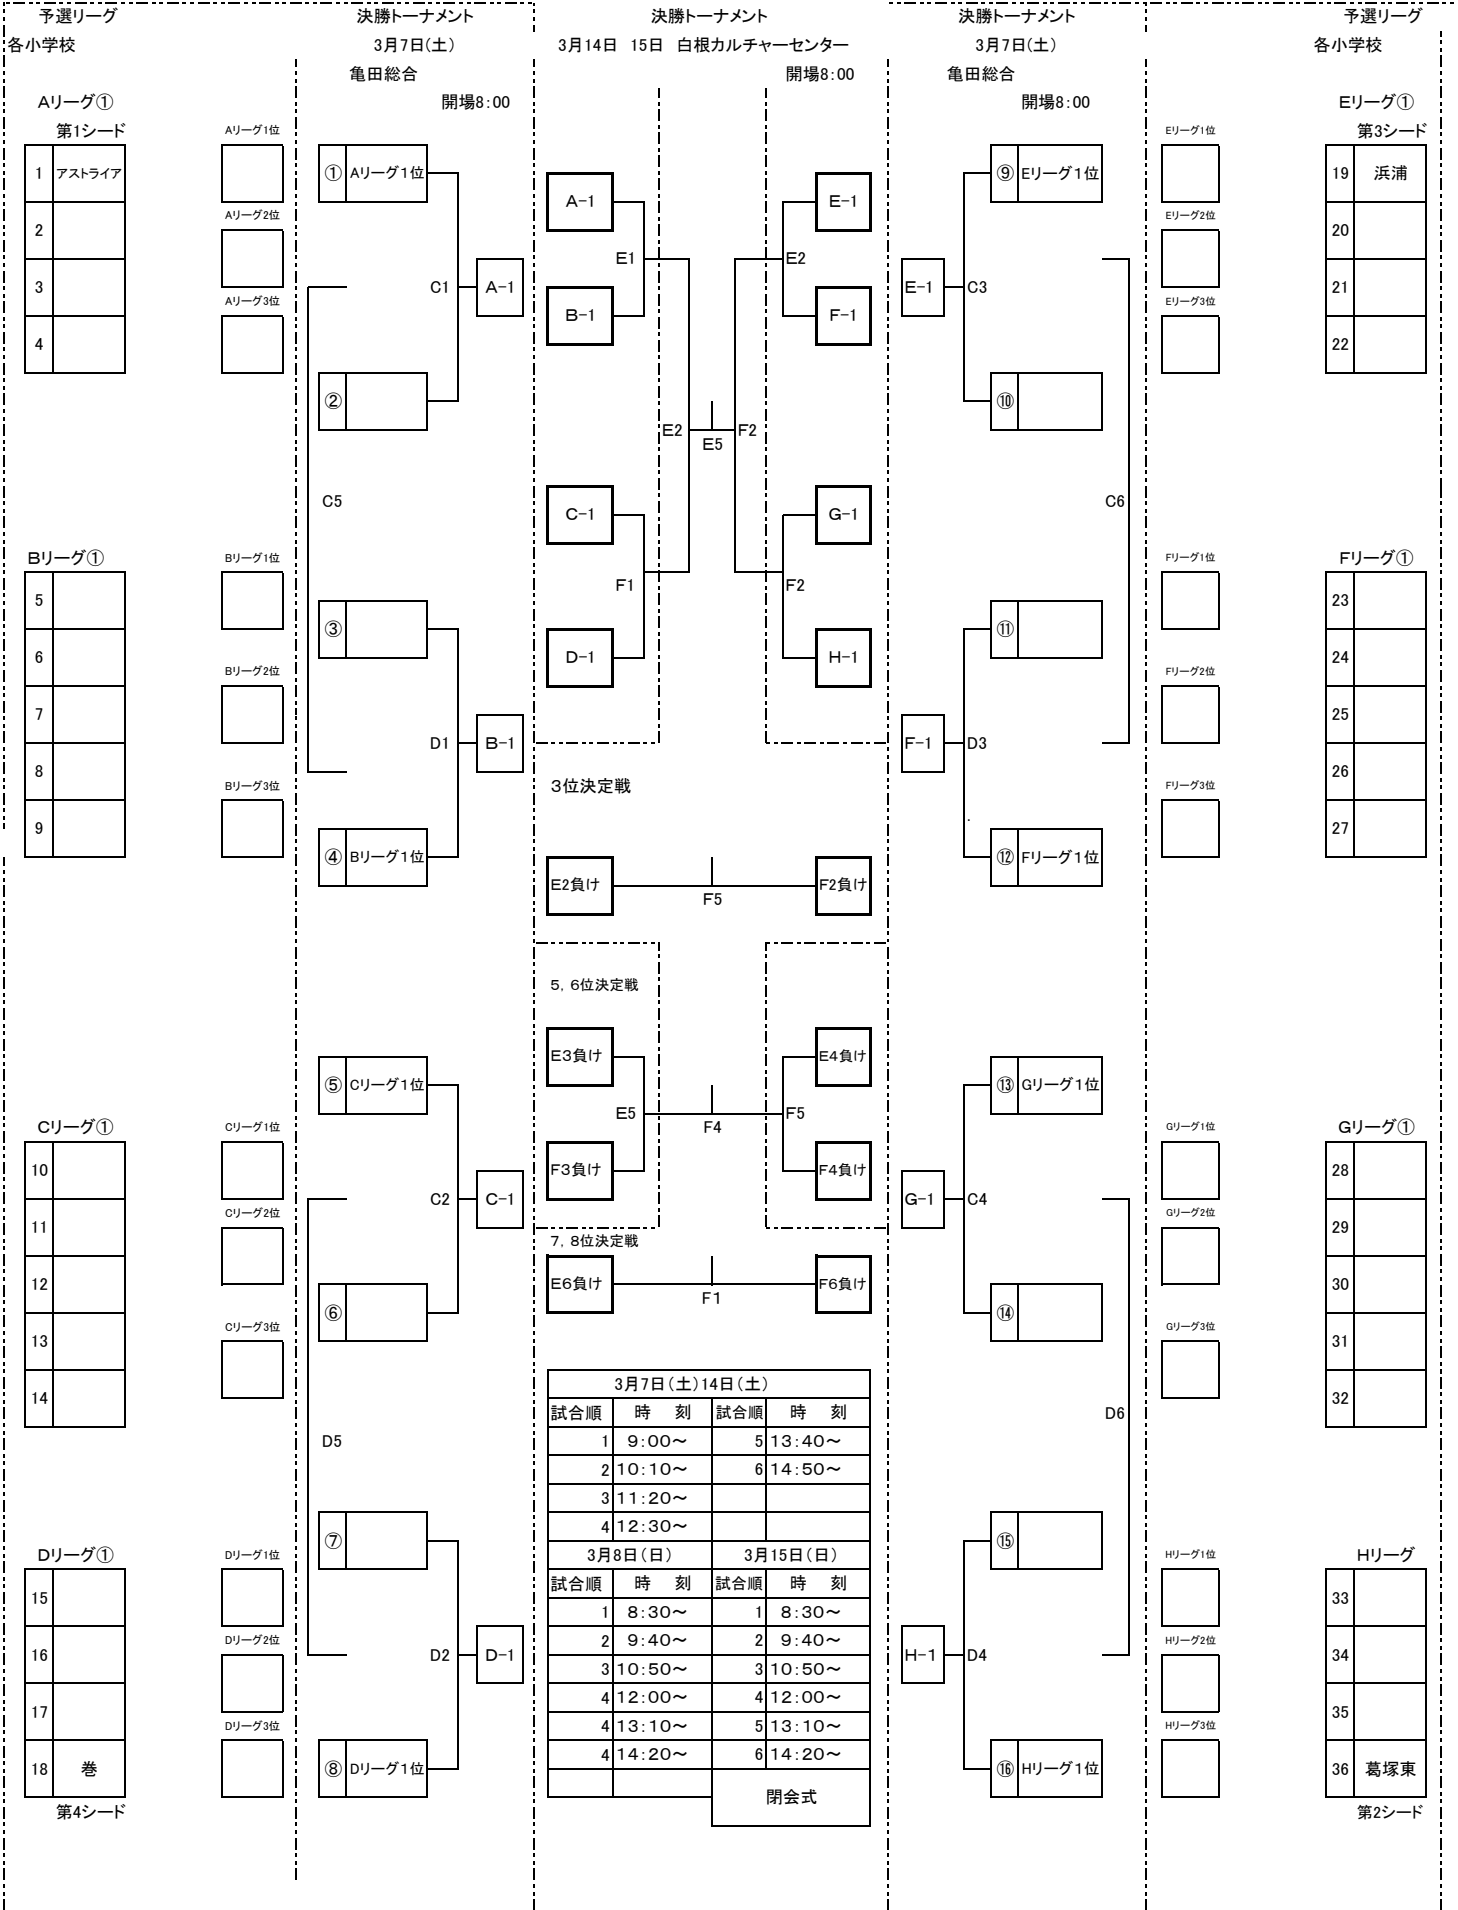 予選リーグ 決勝トーナメント 決勝トーナメント 決勝トーナメント 予選リーグ
各小学校 3月7日(土) 3月14日 15日 白根カルチャーセンター 3月7日(土) 各小学校
亀田総合 開場8:00 亀田総合
Aリーグ① 開場8:00 開場8:00 Eリーグ①
第1シード Aリーグ1位 Eリーグ1位 第3シード
1 アストライア ① Aリーグ1位 A-1 E-1 ⑨ Eリーグ1位 19 浜浦
Aリーグ2位 Eリーグ2位
2 20
E1 E2
3 C1 A-1 E-1 C3 21
Aリーグ3位 Eリーグ3位
B-1 F-1
4 22
② ⑩
E2 F2
E5
C5 C-1 G-1 C6
Bリーグ① Bリーグ1位 Fリーグ1位 Fリーグ①
F1 F2
5 23
③ ⑪
6 D-1 H-1 24
Bリーグ2位 Fリーグ2位
7 25
D1 B-1 F-1 D3
8 26
Bリーグ3位 3位決定戦 Fリーグ3位
9 . 27
④ Bリーグ1位 ⑫ Fリーグ1位
E2負け F2負け
F5
5,6位決定戦
E3負け E4負け
⑤ Cリーグ1位 ⑬ Gリーグ1位
E5 F5
Cリーグ① Cリーグ1位 F4 Gリーグ1位 Gリーグ①
10 F3負け F4負け 28
C2 C-1 G-1 C4
Cリーグ2位 Gリーグ2位
11 29
7,8位決定戦
12 E6負け F6負け 30
F1
⑥ ⑭
Cリーグ3位 Gリーグ3位
13 31
3月7日(土)14日(土)
14 32
試合順 時 刻 試合順 時 刻
D5 1 9:00～ 5 13:40～ D6
2 10:10～ 6 14:50～
3 11:20～
4 12:30～
⑦ ⑮
Dリーグ① Dリーグ1位 3月8日(日) 3月15日(日) Hリーグ1位 Hリーグ
試合順 時 刻 試合順 時 刻
15 33
1 8:30～ 1 8:30～
Dリーグ2位 2 9:40～ 2 9:40～ Hリーグ2位
16 D2 D-1 H-1 D4 34
3 10:50～ 3 10:50～
4 12:00～ 4 12:00～
17 35
Dリーグ3位 4 13:10～ 5 13:10～ Hリーグ3位
4 14:20～ 6 14:20～
18 巻 ⑧ Dリーグ1位 ⑯ Hリーグ1位 36 葛塚東
閉会式
第4シード 第2シード